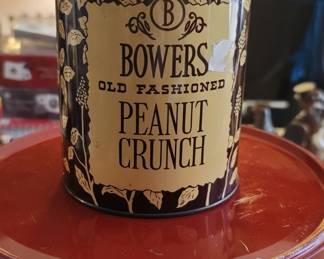 B
BOWERS
OLD FASHIONED
PEANUT
CRUNCH